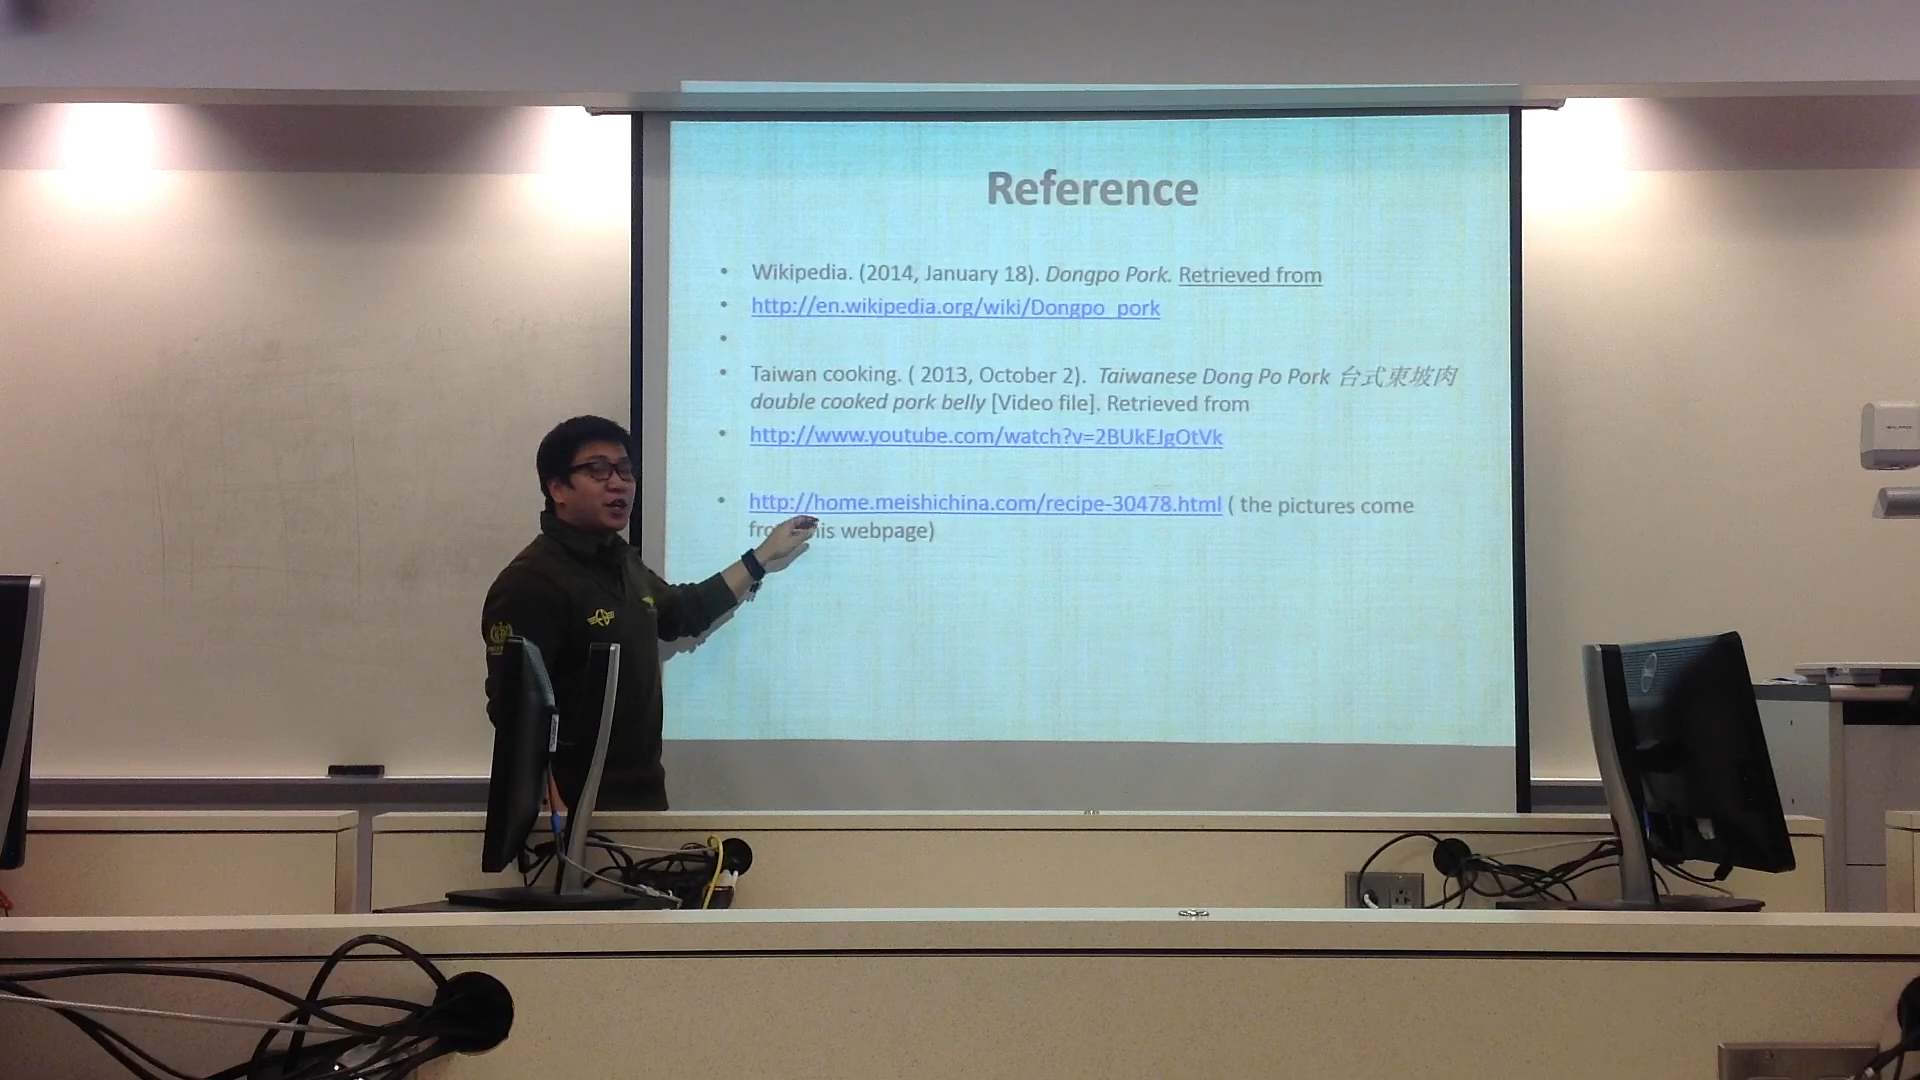 Reference
Wikipedia. (2014, January 18). Dongpo Pork. Retrieved from
http://en.wikipedia.org/wiki/Dongpo_pork
Taiwan cooking. ( 2013, October 2). Taiwanese Dong Po Pork 台式東坡肉
double cooked pork belly [Video file]. Retrieved from
http://www.youtube.com/watch?v=2BUkEJgOtVk
http://home.meishichina.com/recipe-30478.html ( the pictures come
webpage)